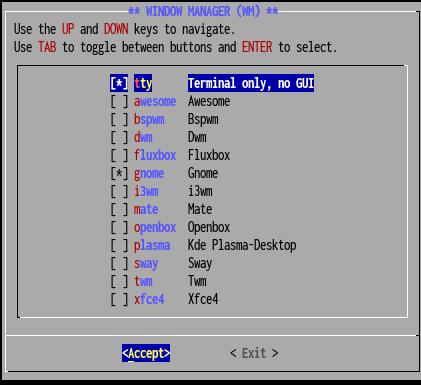 ** WINDOW MANAGER (WM) **
Use the UP and DOWN keys to navigate.
Use TAB to toggle between buttons and ENTER to select.
[*] tty Terminal only, no GUI
[ ] awesome Awesome
[ ] bspwm Bspwm
[ ] dwm Dwm
[ ] fluxbox Fluxbox
[*] gnome Gnome
[ ] i3wm i3wm
[ ] mate Mate
[ ] openbox Openbox
[ ] plasma Kde Plasma-Desktop
[ ] sway Sway
[ ] twm Twm
[ ] xfce4 Xfce4
<Accept> < Exit >